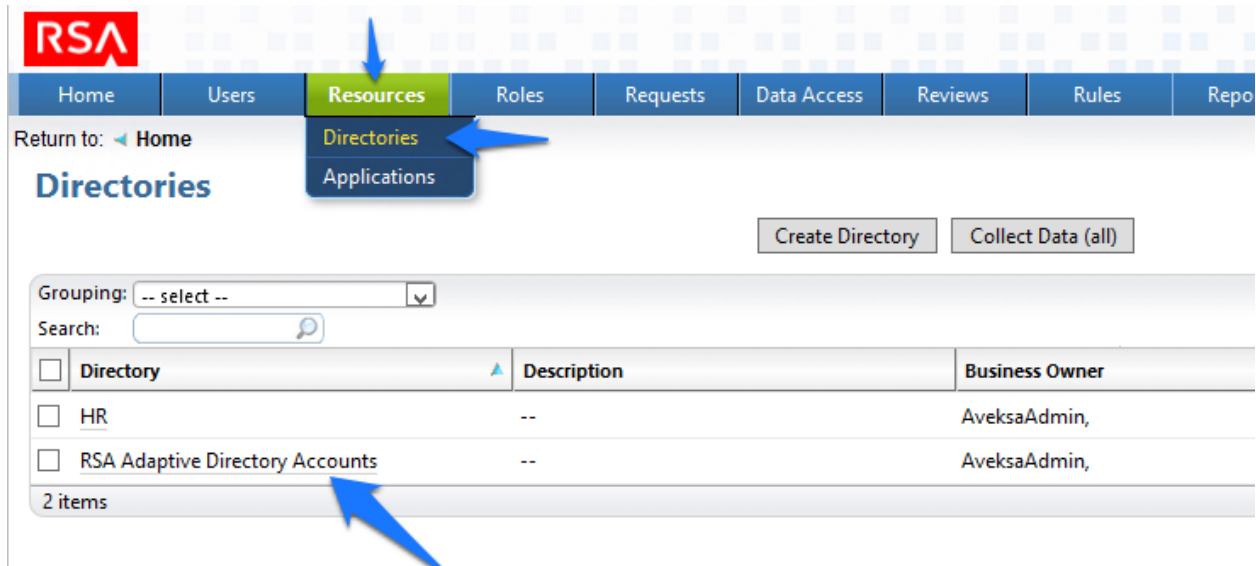 RSA
Home Users Resources Roles Requests Data Access Reviews Rules Repo
Return to: Home
Directories
Applications
Directories
Create Directory Collect Data (all)
Grouping: -- select --
Search:
Directory Description Business Owner
HR -- AveksaAdmin,
RSA Adaptive Directory Accounts -- AveksaAdmin,
2 items